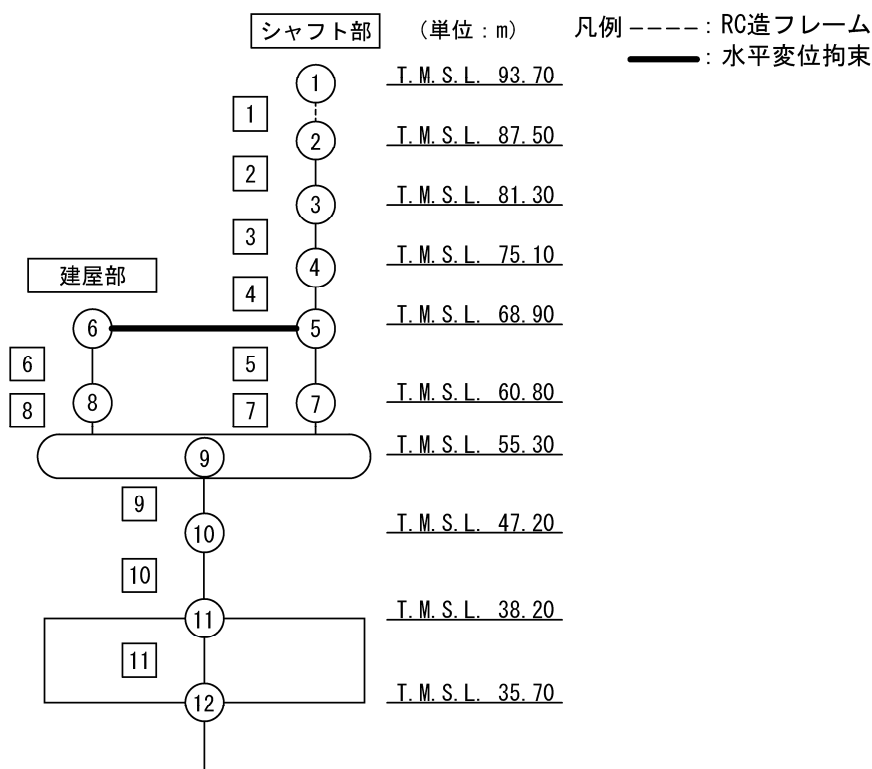 シャフト部 (単位：m) 凡例 ----：RC造フレーム
：水平変位拘束
1 T.M.S.L. 93.70
1
2 T.M.S.L. 87.50
2
3 T.M.S.L. 81.30
3
4 T.M.S.L. 75.10
建屋部 4
6 5 T.M.S.L. 68.90
6 5
8 7 T.M.S.L. 60.80
8 7
9 T.M.S.L. 55.30
9
10 T.M.S.L. 47.20
10
11 T.M.S.L. 38.20
11
12 T.M.S.L. 35.70